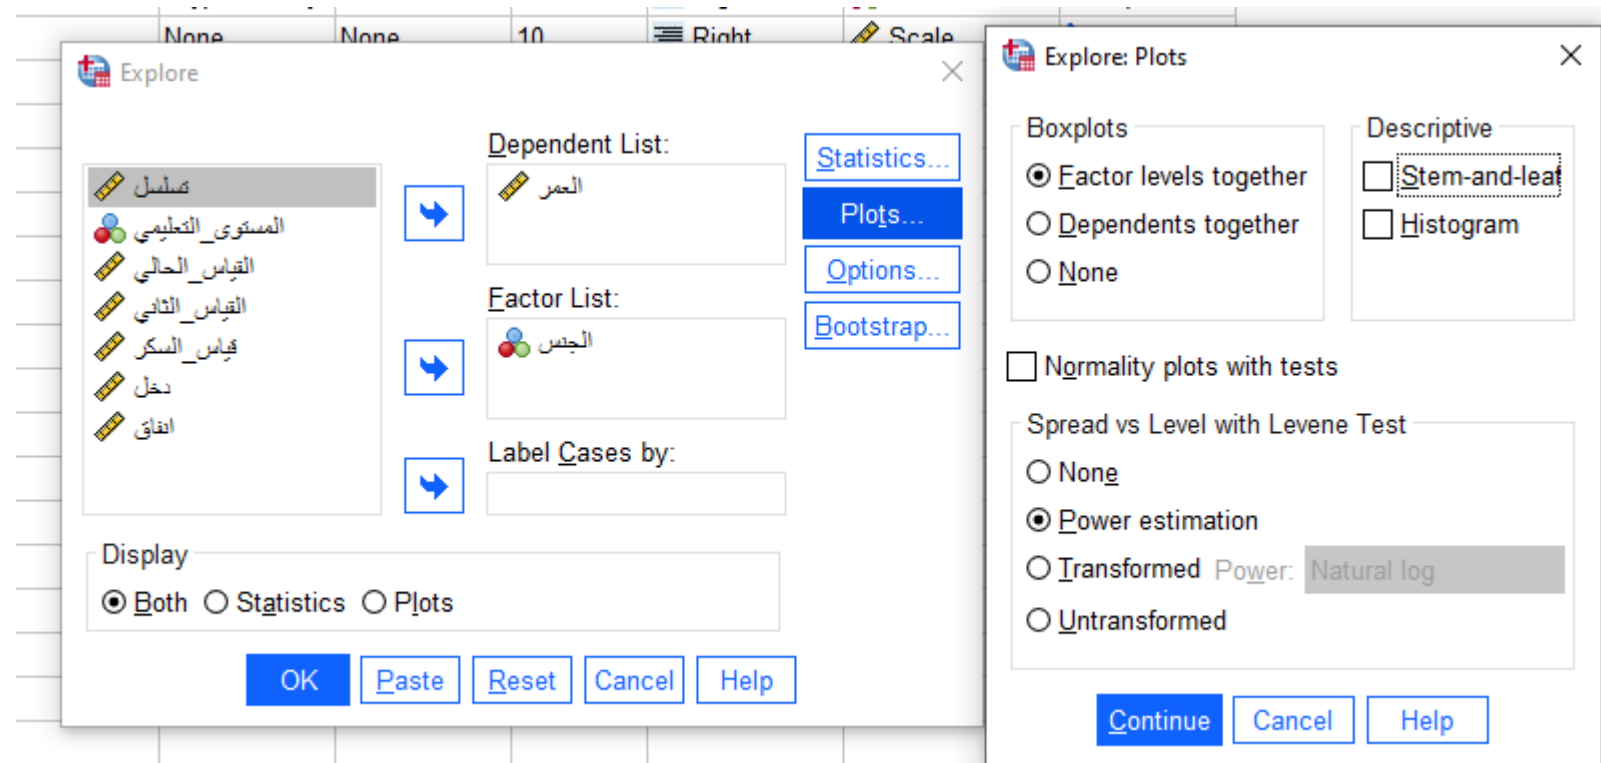 None None 10 Right Scale
Explore
Dependent List:
تسلسل
المستوى_التعليمي
القياس_الحالي
القياس_الثاني
قياس_السكر
دخل
انفاق
العمر
Factor List:
الجنس
Label Cases by:
Statistics...
Plots...
Options...
Bootstrap...
Display
Both Statistics Plots
OK Paste Reset Cancel Help
Explore: Plots
Boxplots
Factor levels together
Dependents together
None
Descriptive
Stem-and-leaf
Histogram
Normality plots with tests
Spread vs Level with Levene Test
None
Power estimation
Transformed Power: Natural log
Untransformed
Continue Cancel Help